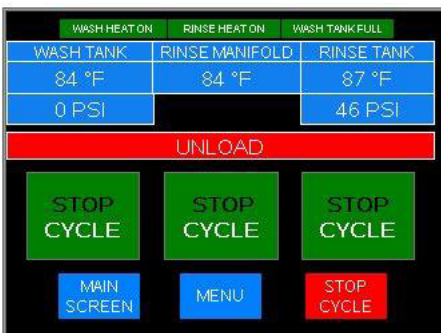 WASH HEAT ON RINSE HEAT ON WASH TANK FULL
WASH TANK RINSE MANIFOLD RINSE TANK
84 °F 84 °F 87 °F
0 PSI 46 PSI
UNLOAD
STOP STOP STOP
CYCLE CYCLE CYCLE
MAIN SCREEN MENU STOP CYCLE